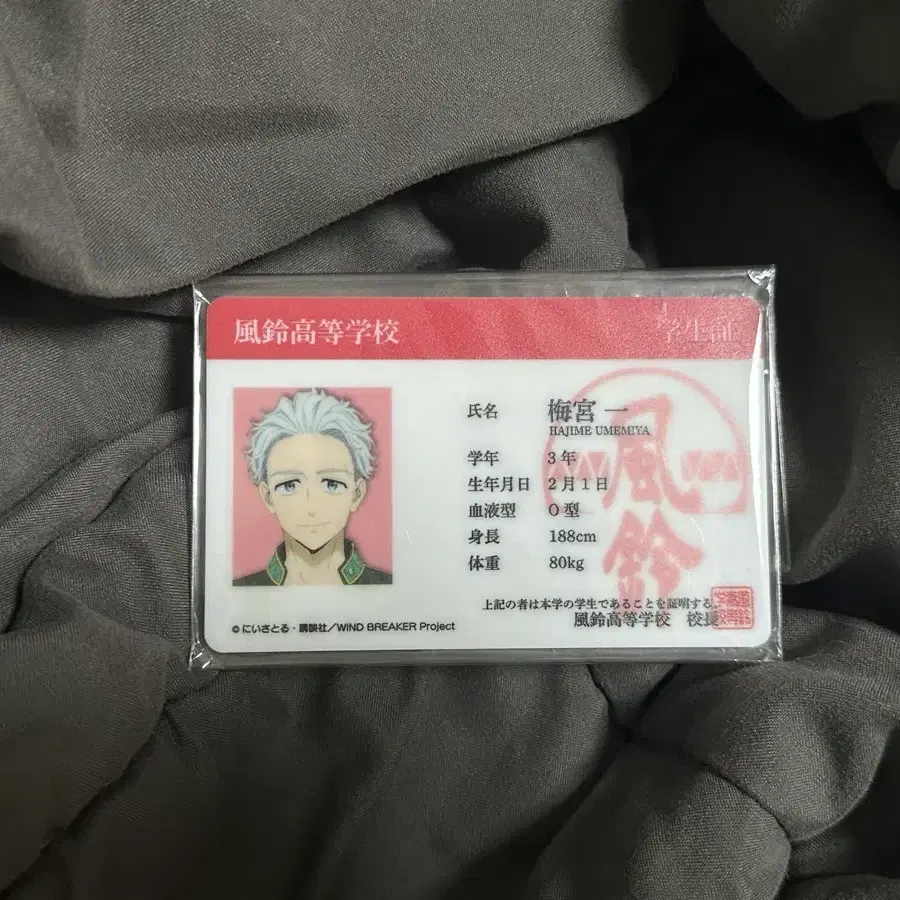 風鈴高等学校 学生証
風鈴
氏名 梅宮 一
HAJIME UMEMIYA
学年 3年
生年月日 2月1日
血液型 O型
身長 188cm
体重 80kg
上記の者は本学の学生であることを証明する。
風鈴高等学校 校長
©にいさとる・講談社/WIND BREAKER Project